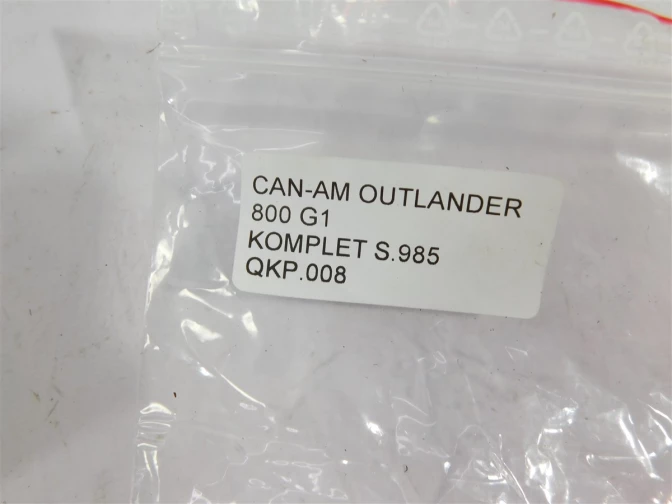 CAN-AM OUTLANDER
800 G1
KOMPLET S.985
QKP.008